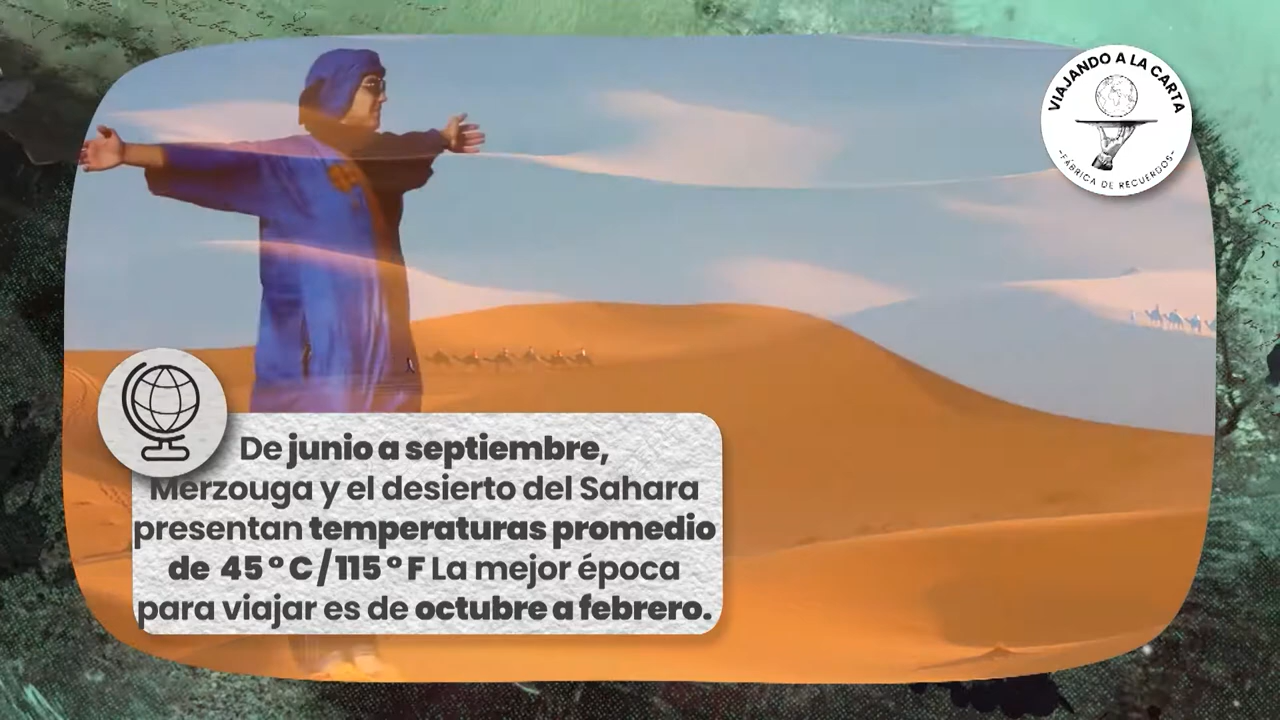 VIAJANDO A LA CARTA
-FÁBRICA DE RECUERDOS-
De junio a septiembre,
Merzouga y el desierto del Sahara
presentan temperaturas promedio
de 45°C/115°F La mejor época
para viajar es de octubre a febrero.